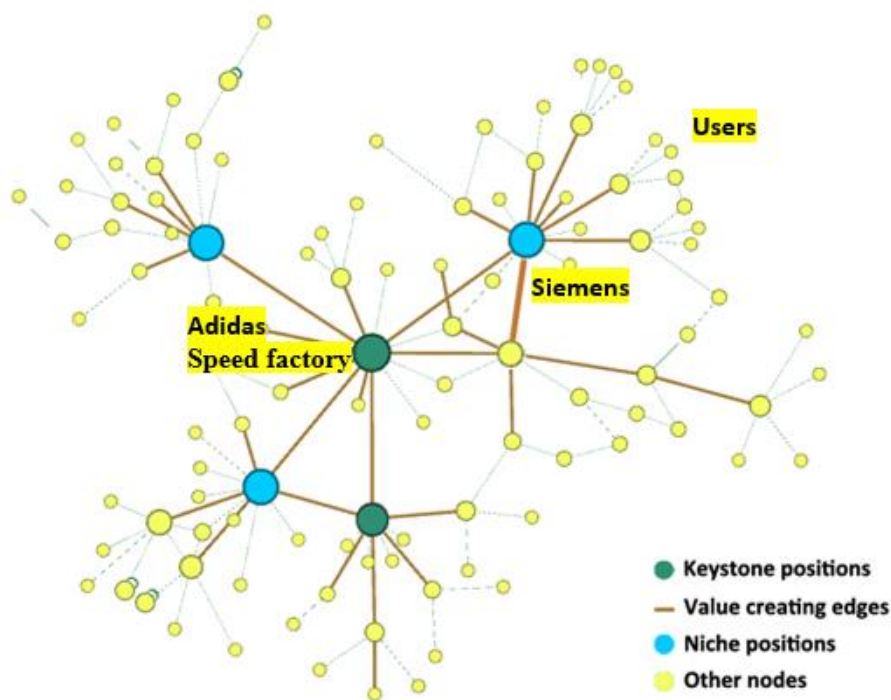 Users
Siemens
Adidas
Speed factory
Keystone positions
Value creating edges
Niche positions
Other nodes